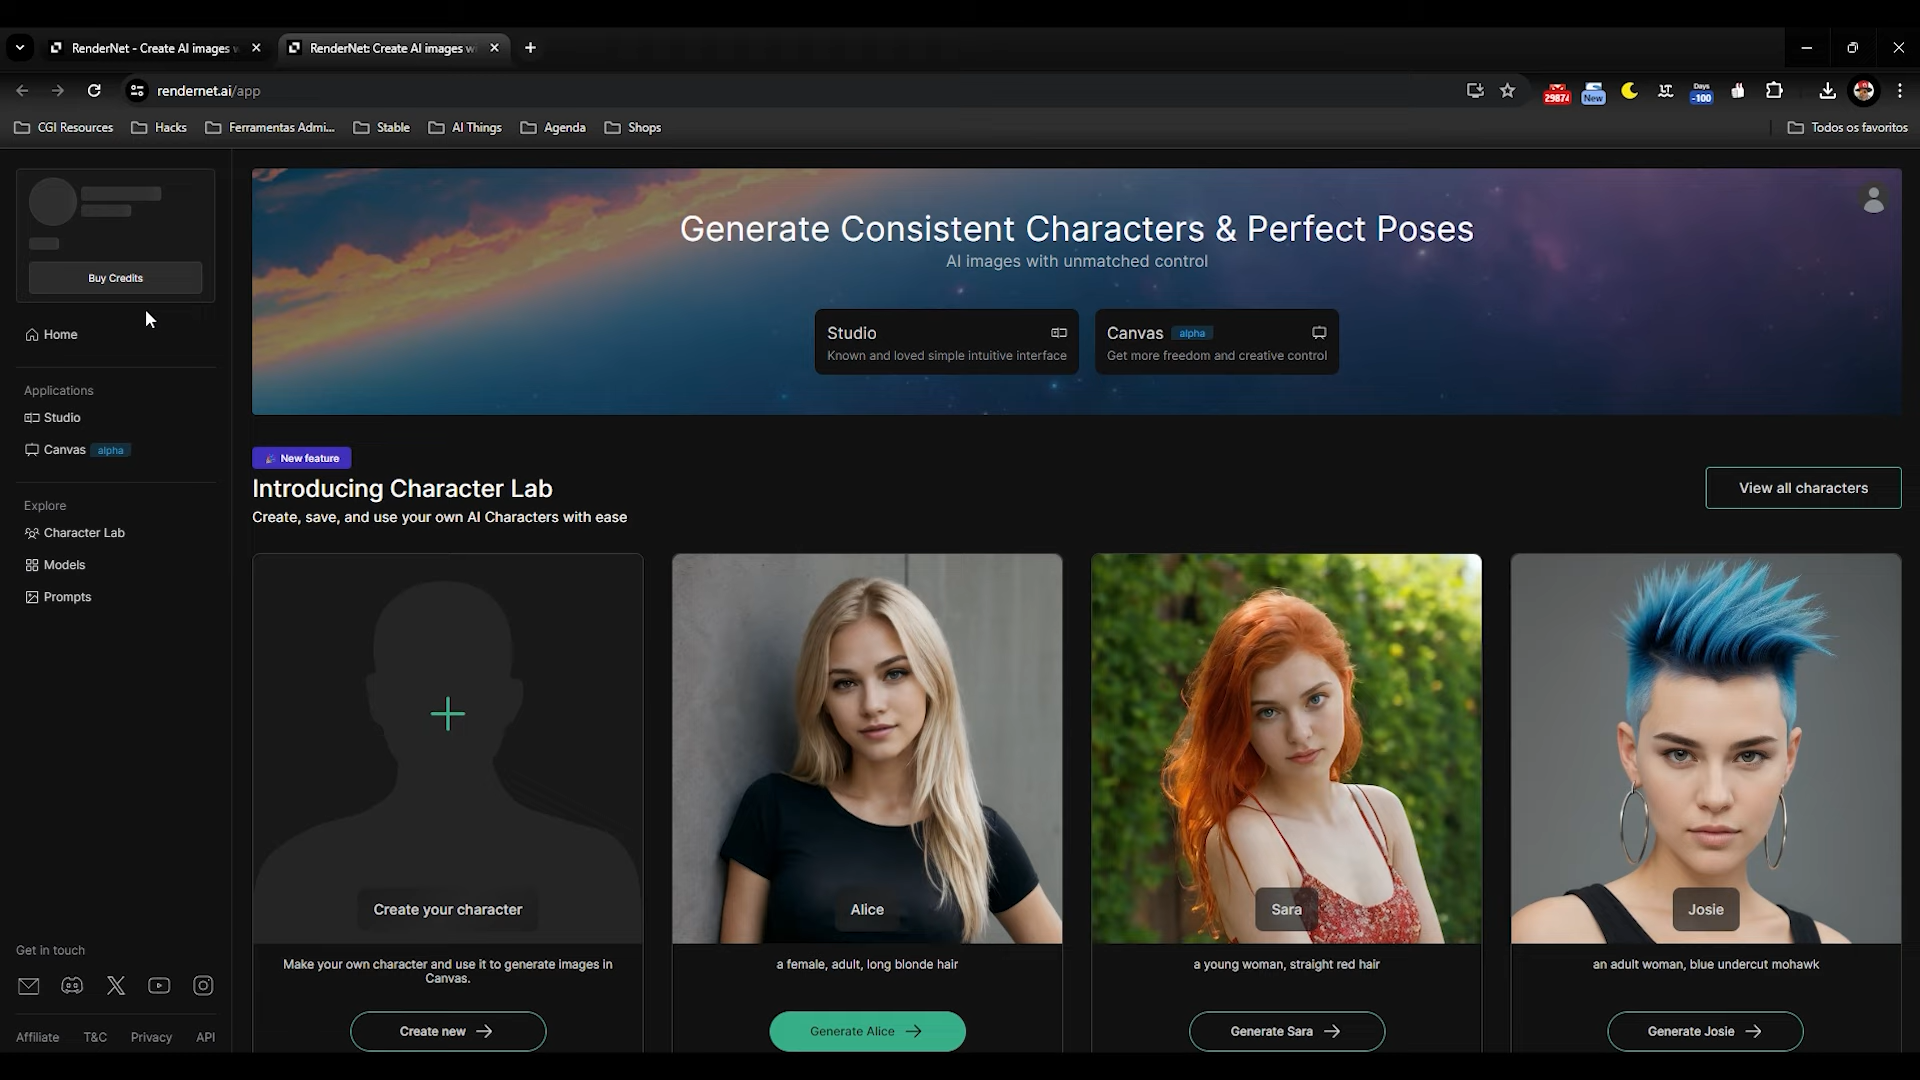 RenderNet - Create AI images w
RenderNet: Create AI images wi
rendernet.ai/app
29874
New
Days
-100
CGI Resources
Hacks
Ferramentas Admi...
Stable
AI Things
Agenda
Shops
Todos os favoritos
Buy Credits
Home
Applications
Studio
Canvas alpha
Explore
Character Lab
Models
Prompts
Get in touch
Affiliate T&C Privacy API
Generate Consistent Characters & Perfect Poses
AI images with unmatched control
Studio
Known and loved simple intuitive interface
Canvas alpha
Get more freedom and creative control
New feature
Introducing Character Lab
Create, save, and use your own AI Characters with ease
View all characters
Create your character
Make your own character and use it to generate images in
Canvas.
Create new
Alice
a female, adult, long blonde hair
Generate Alice
Sara
a young woman, straight red hair
Generate Sara
Josie
an adult woman, blue undercut mohawk
Generate Josie